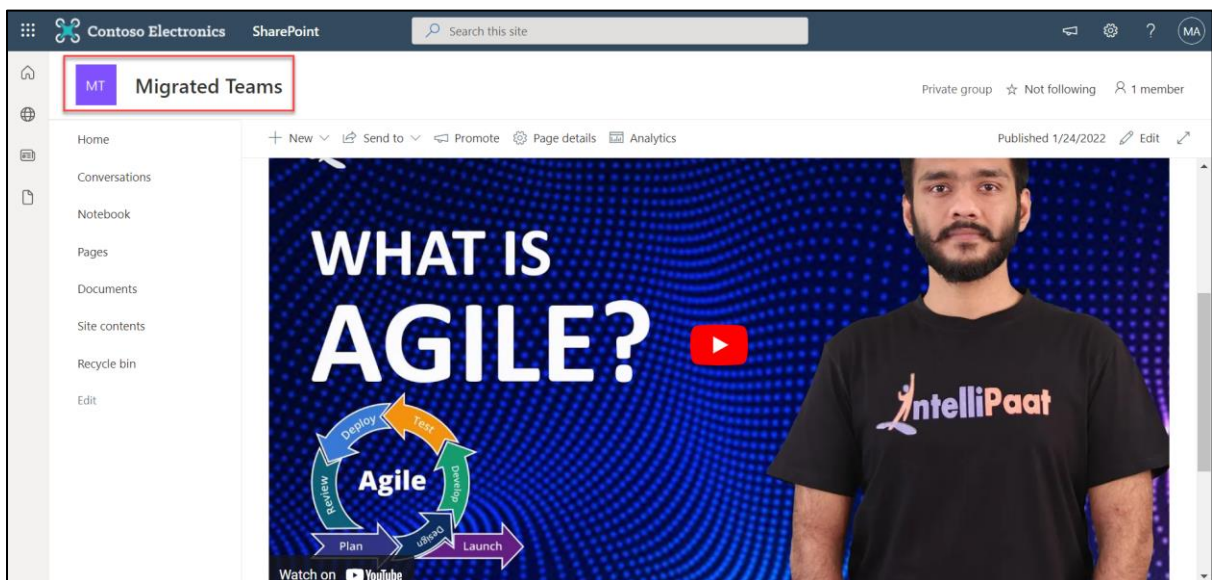 Contoso Electronics SharePoint Search this site ? MA
MT Migrated Teams Private group Not following 1 member
Home
Conversations
Notebook
Pages
Documents
Site contents
Recycle bin
Edit
+ New Send to Promote Page details Analytics Published 1/24/2022 Edit
WHAT IS
AGILE?
Deploy
Test
Review
Agile
Develop
Plan
Design
Launch
Watch on YouTube
IntelliPaat